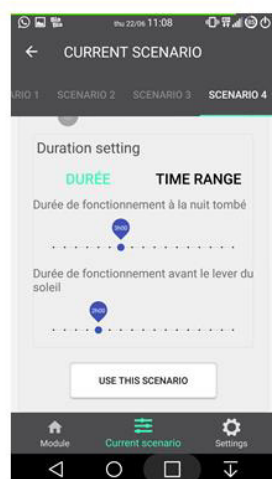 thu 22/06 11:08
CURRENT SCENARIO
RIO 1 SCENARIO 2 SCENARIO 3 SCENARIO 4
Duration setting
DURÉE TIME RANGE
Durée de fonctionnement à la nuit tombé
3h00
Durée de fonctionnement avant le lever du
soleil
2h00
USE THIS SCENARIO
Module Current scenario Settings